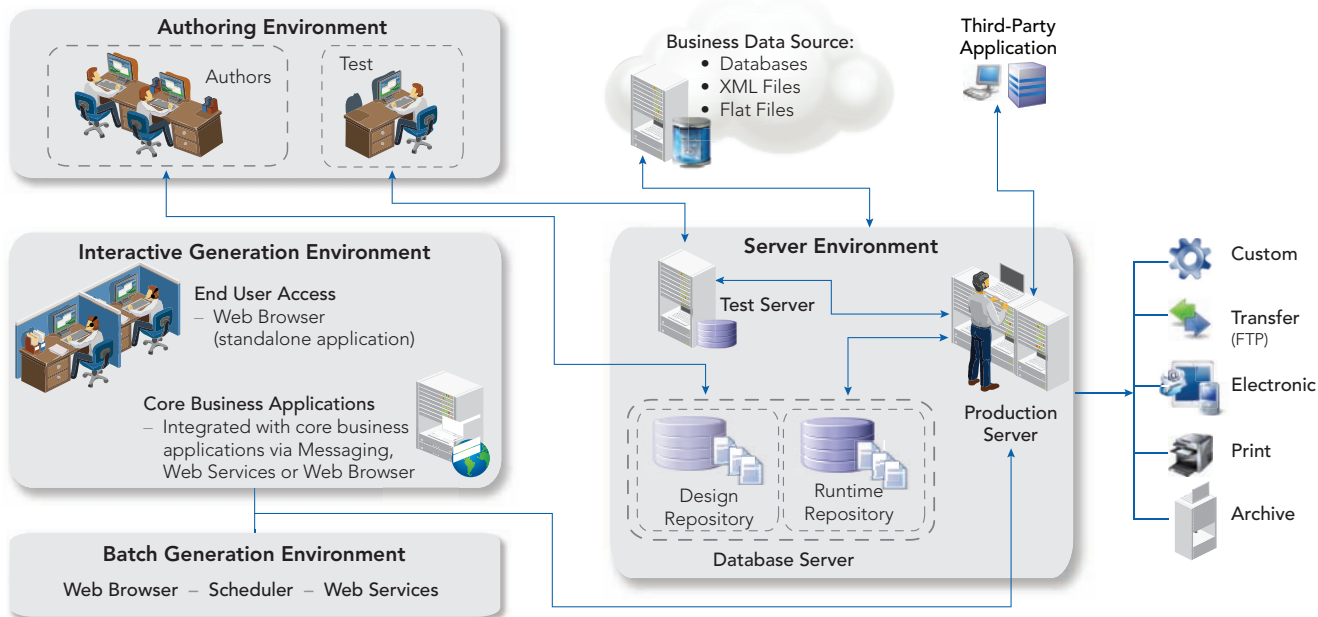 Authoring Environment
Authors
Test
Business Data Source:
• Databases
• XML Files
• Flat Files
Third-Party
Application
Interactive Generation Environment
End User Access
– Web Browser
(standalone application)
Core Business Applications
– Integrated with core business
applications via Messaging,
Web Services or Web Browser
Batch Generation Environment
Web Browser – Scheduler – Web Services
Server Environment
Test Server
Production
Server
Design
Repository
Runtime
Repository
Database Server
Custom
Transfer
(FTP)
Electronic
Print
Archive